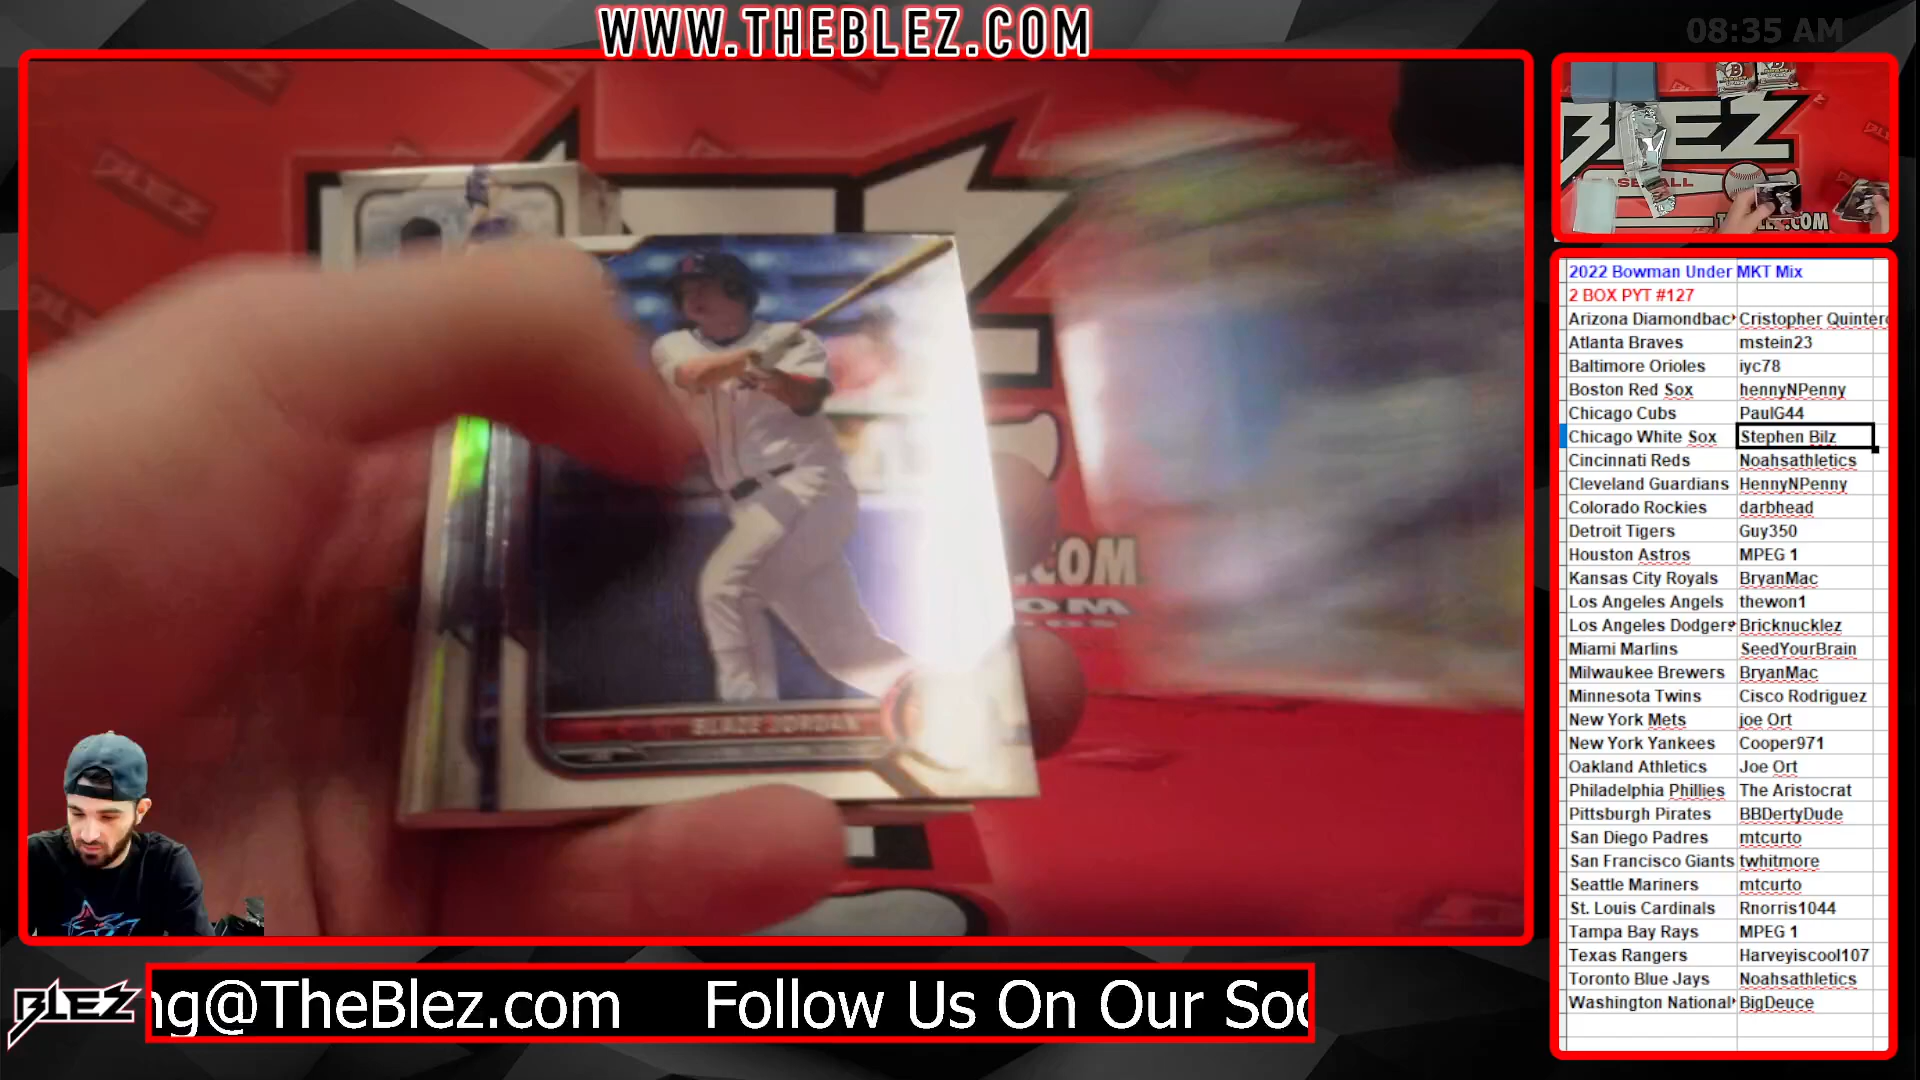 WWW.THEBLEZ.COM
08:35 AM
BLEZ
.COM
BLAZE JORDAN
COM
2022 Bowman Under MKT Mix
2 BOX PYT #127
Arizona Diamondbac Cristopher Quintero
Atlanta Braves mstein23
Baltimore Orioles iyc78
Boston Red Sox hennyNPenny
Chicago Cubs PaulG44
Chicago White Sox Stephen Bilz
Cincinnati Reds Noahsathletics
Cleveland Guardians HennyNPenny
Colorado Rockies darbhead
Detroit Tigers Guy350
Houston Astros MPEG 1
Kansas City Royals BryanMac
Los Angeles Angels thewon1
Los Angeles Dodgers Bricknucklez
Miami Marlins SeedYourBrain
Milwaukee Brewers BryanMac
Minnesota Twins Cisco Rodriguez
New York Mets joe Ort
New York Yankees Cooper971
Oakland Athletics Joe Ort
Philadelphia Phillies The Aristocrat
Pittsburgh Pirates BBDertyDude
San Diego Padres mtcurto
San Francisco Giants twhitmore
Seattle Mariners mtcurto
St. Louis Cardinals Rnorris1044
Tampa Bay Rays MPEG 1
Texas Rangers Harveyiscool107
Toronto Blue Jays Noahsathletics
Washington National BigDeuce
BLEZ
ng@TheBlez.com Follow Us On Our Soc